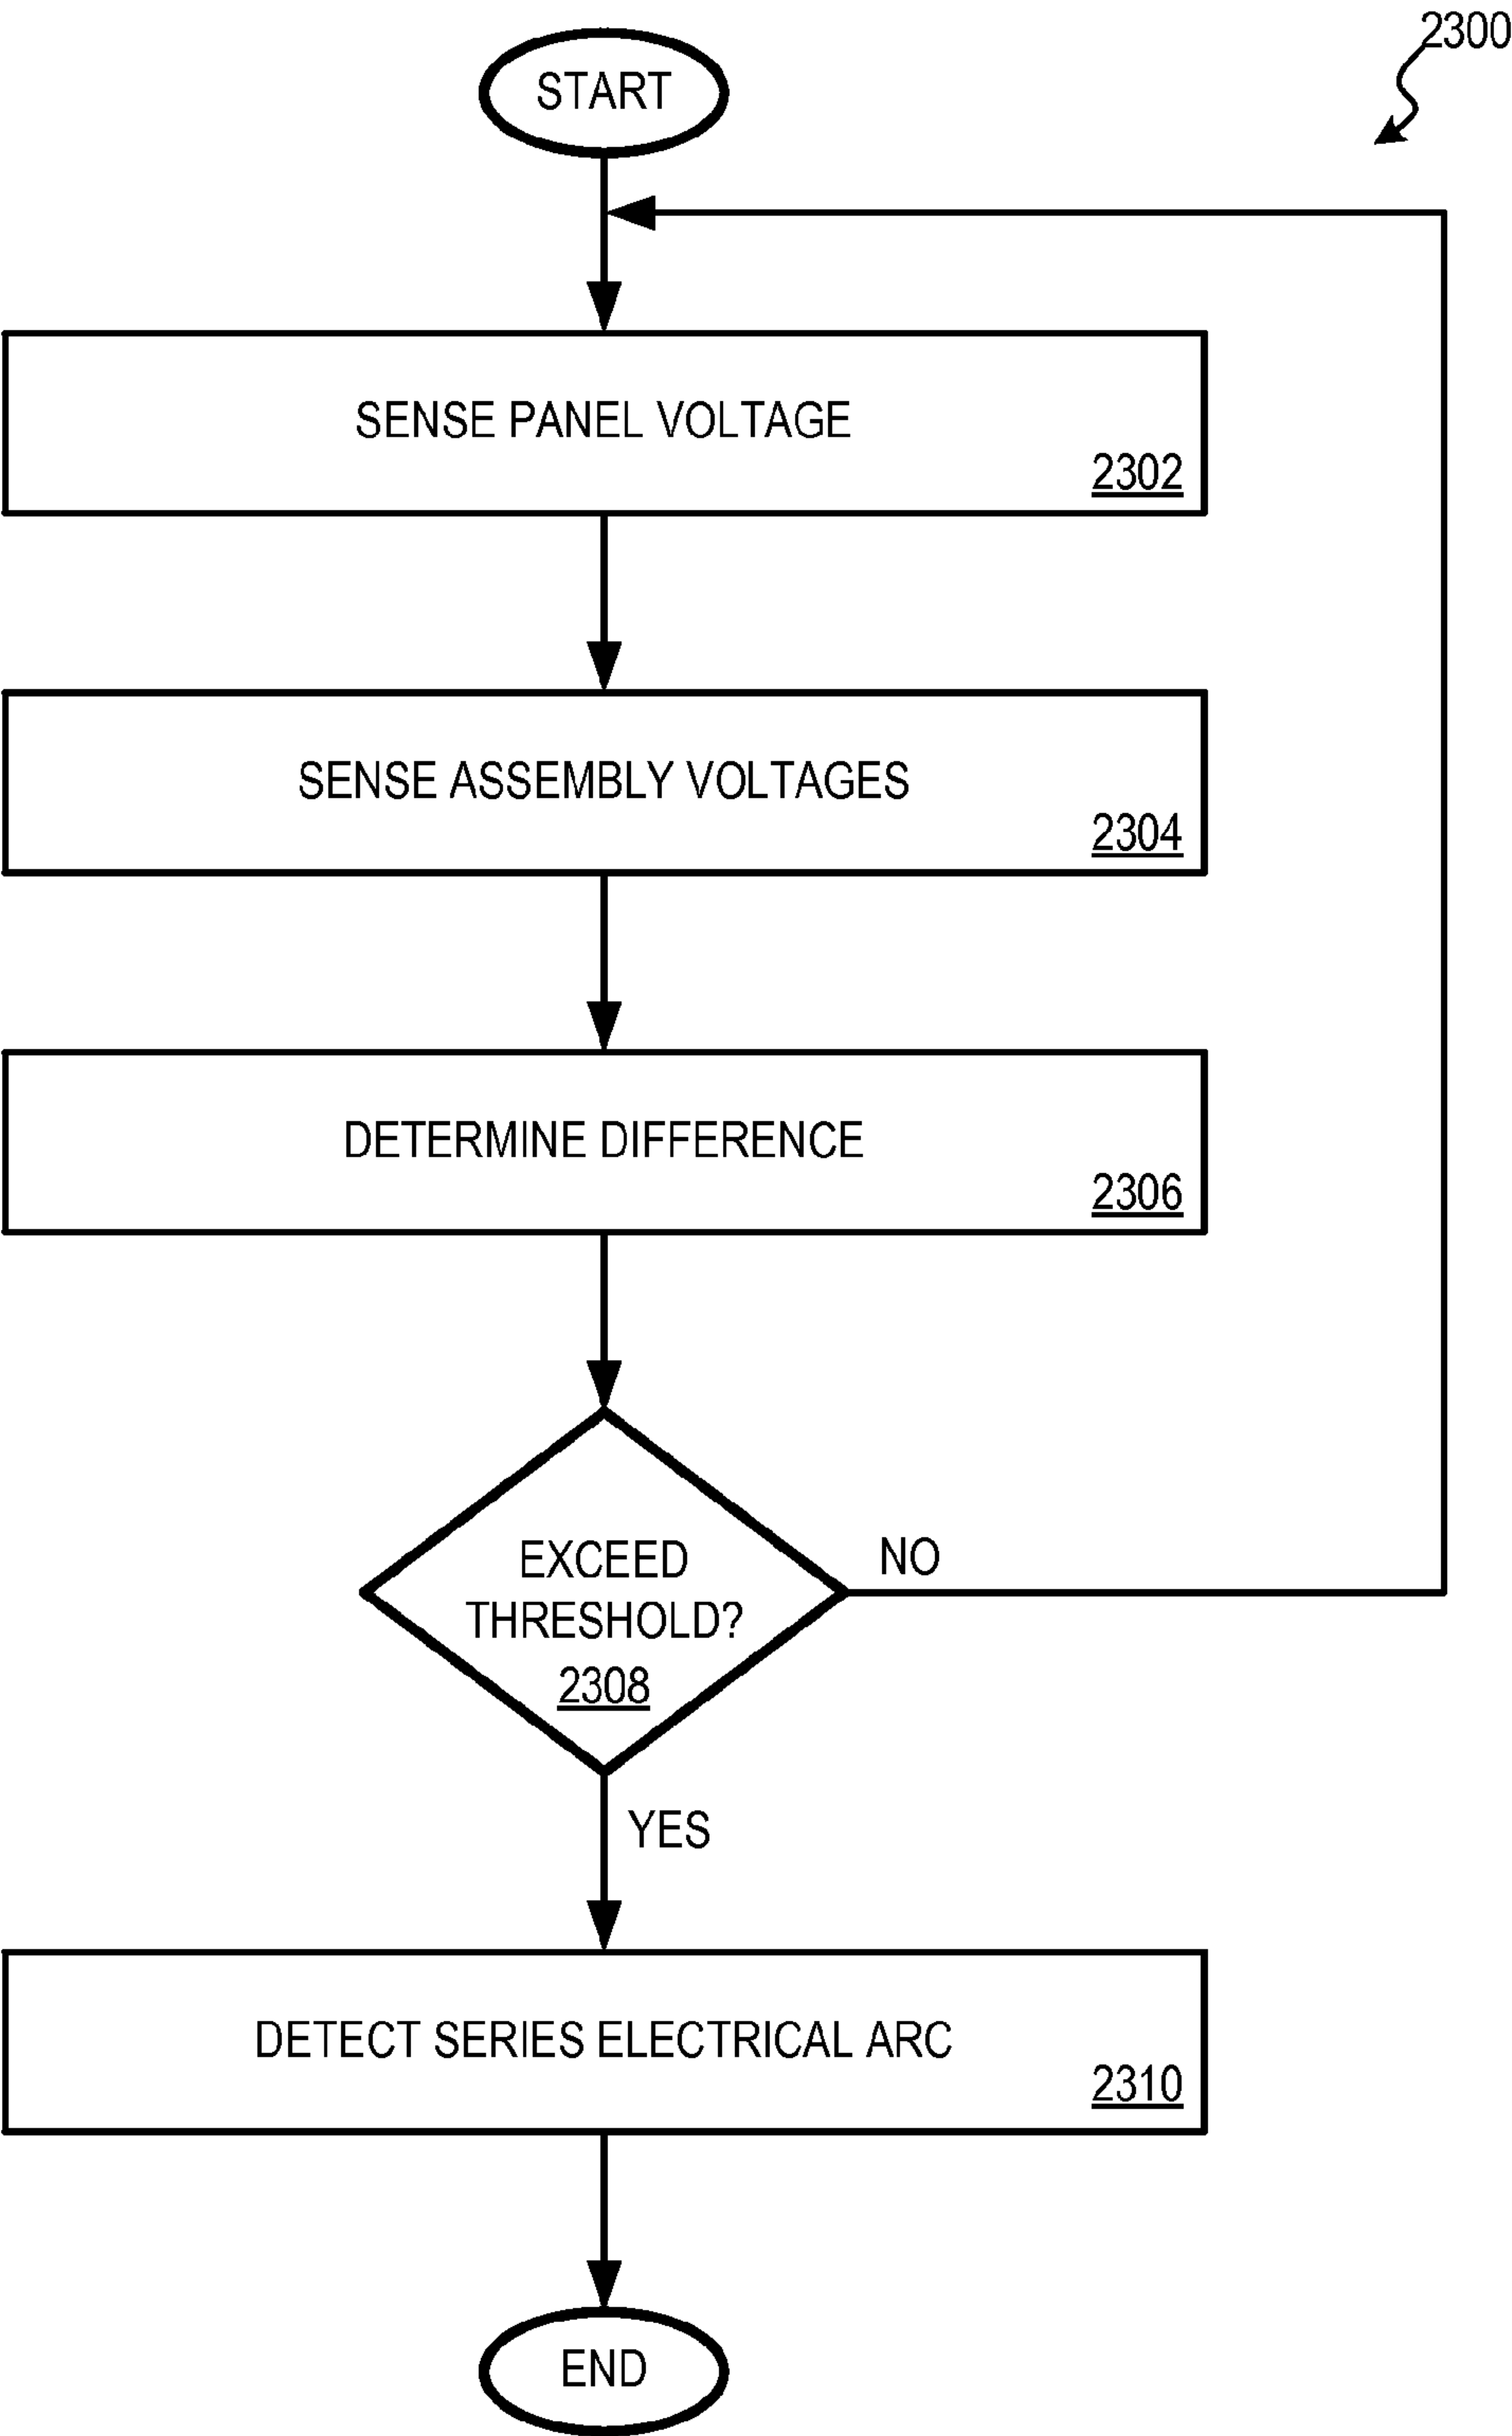 2300
START
SENSE PANEL VOLTAGE
2302
SENSE ASSEMBLY VOLTAGES
2304
DETERMINE DIFFERENCE
2306
EXCEED
THRESHOLD?
2308
NO
YES
DETECT SERIES ELECTRICAL ARC
2310
END